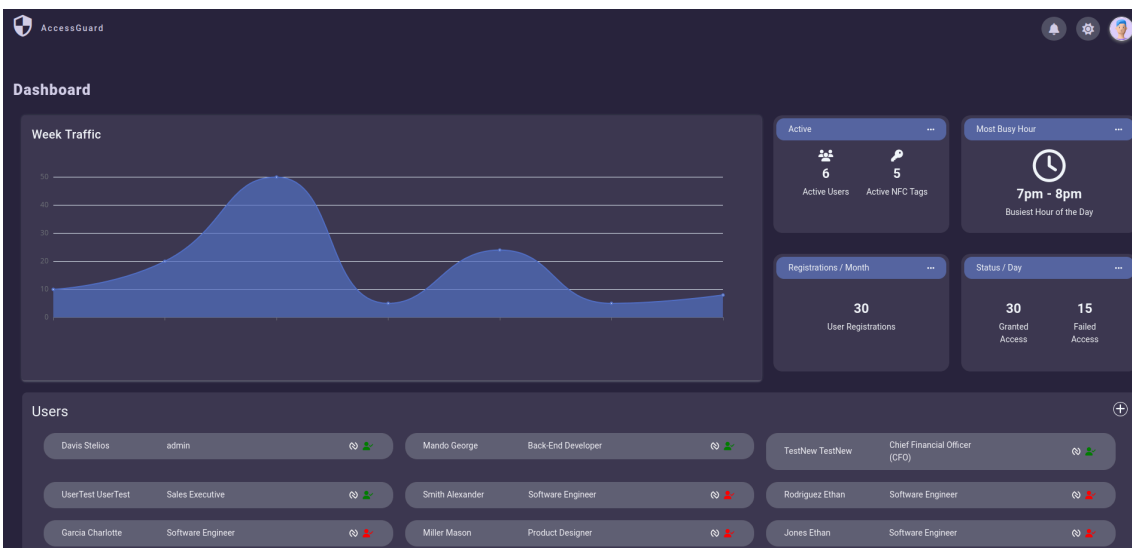 AccessGuard
Dashboard
Week Traffic
50
40
30
20
10
0
Active
6
5
Active Users
Active NFC Tags
Most Busy Hour
7pm - 8pm
Busiest Hour of the Day
Registrations / Month
30
User Registrations
Status / Day
30
15
Granted
Access
Failed
Access
Users
Davis Stelios
admin
Mando George
Back-End Developer
TestNew TestNew
Chief Financial Officer
(CFO)
UserTest UserTest
Sales Executive
Smith Alexander
Software Engineer
Rodriguez Ethan
Software Engineer
Garcia Charlotte
Software Engineer
Miller Mason
Product Designer
Jones Ethan
Software Engineer